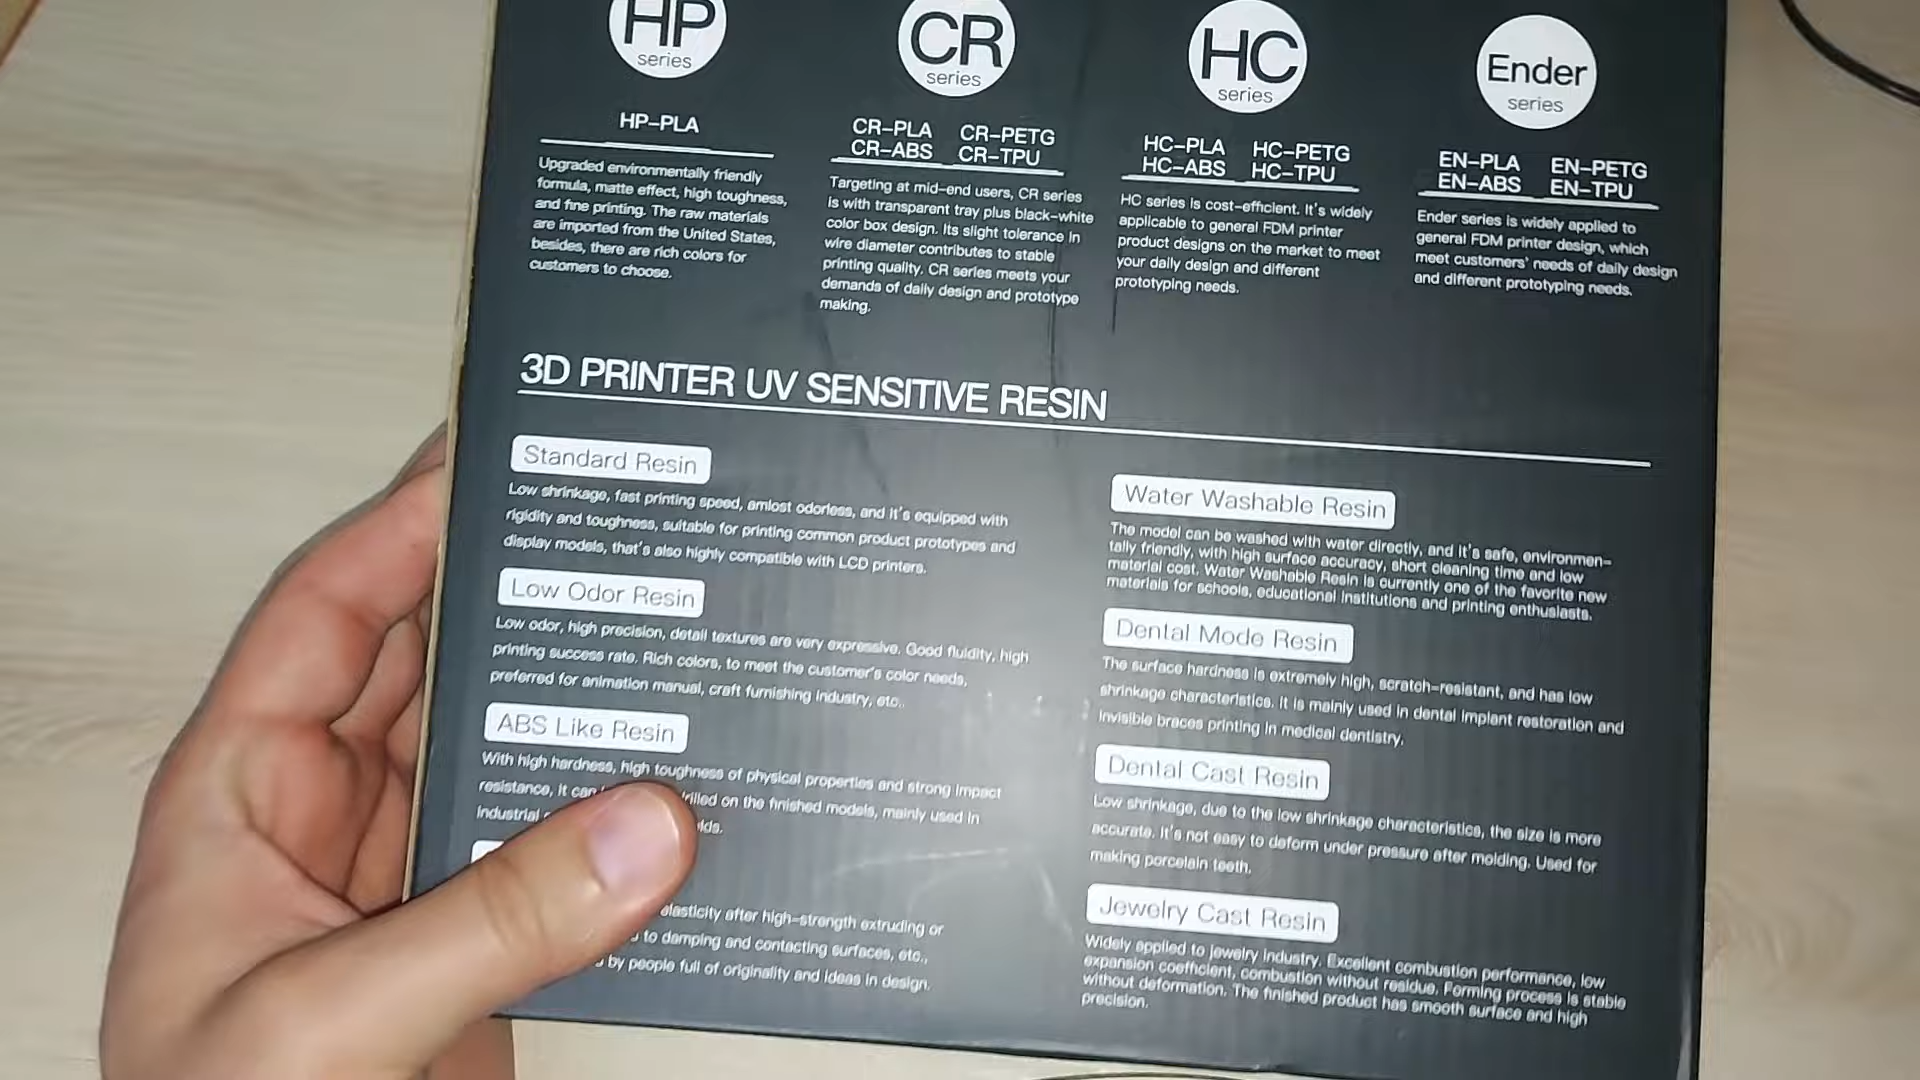 HP
series
HP-PLA
Upgraded environmentally friendly
formula, matte effect, high toughness,
and fine printing. The raw materials
are imported from the United States,
besides, there are rich colors for
customers to choose.
CR
series
CR-PLA CR-PETG
CR-ABS CR-TPU
Targeting at mid-end users, CR series
is with transparent tray plus black-white
color box design. Its slight tolerance in
wire diameter contributes to stable
printing quality. CR series meets your
demands of daily design and prototype
making.
HC
series
HC-PLA HC-PETG
HC-ABS HC-TPU
HC series is cost-efficient. It's widely
applicable to general FDM printer
product designs on the market to meet
your daily design and different
prototyping needs.
Ender
series
EN-PLA EN-PETG
EN-ABS EN-TPU
Ender series is widely applied to
general FDM printer design, which
meet customers' needs of daily design
and different prototyping needs.
3D PRINTER UV SENSITIVE RESIN
Standard Resin
Low shrinkage, fast printing speed, amlost odorless, and it's equipped with
rigidity and toughness, suitable for printing common product prototypes and
display models, that's also highly compatible with LCD printers.
Low Odor Resin
Low odor, high precision, detail textures are very expressive. Good fluidity, high
printing success rate. Rich colors, to meet the customer's color needs,
preferred for animation manual, craft furnishing industry, etc..
ABS Like Resin
With high hardness, high toughness of physical properties and strong impact
resistance, it can on the finished models, mainly used in
industrial
elasticity after high-strength extruding or
to damping and contacting surfaces, etc.,
by people full of originality and ideas in design.
Water Washable Resin
The model can be washed with water directly, and it's safe, environmen-
tally friendly, with high surface accuracy, short cleaning time and low
material cost. Water Washable Resin is currently one of the favorite new
materials for schools, educational institutions and printing enthusiasts.
Dental Mode Resin
The surface hardness is extremely high, scratch-resistant, and has low
shrinkage characteristics. It is mainly used in dental implant restoration and
invisible braces printing in medical dentistry.
Dental Cast Resin
Low shrinkage, due to the low shrinkage characteristics, the size is more
accurate. It's not easy to deform under pressure after molding. Used for
making porcelain teeth.
Jewelry Cast Resin
Widely applied to jewelry industry. Excellent combustion performance, low
expansion coefficient, combustion without residue. Forming process is stable
without deformation. The finished product has smooth surface and high
precision.